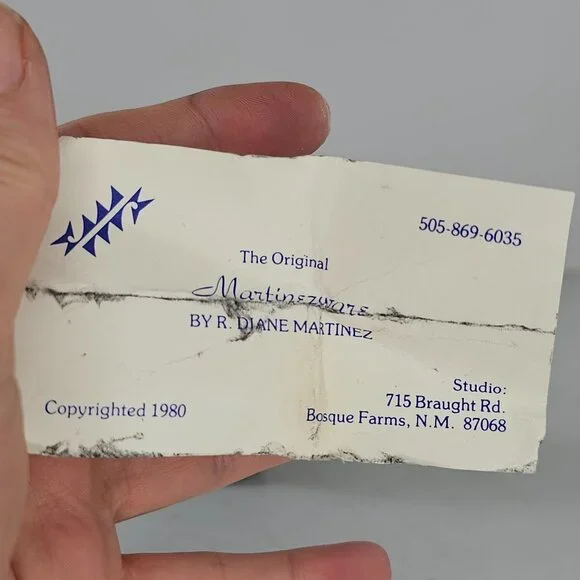 505-869-6035
The Original
Martinezware
BY R. DIANE MARTINEZ
Studio:
715 Braught Rd.
Bosque Farms, N.M. 87068
Copyrighted 1980